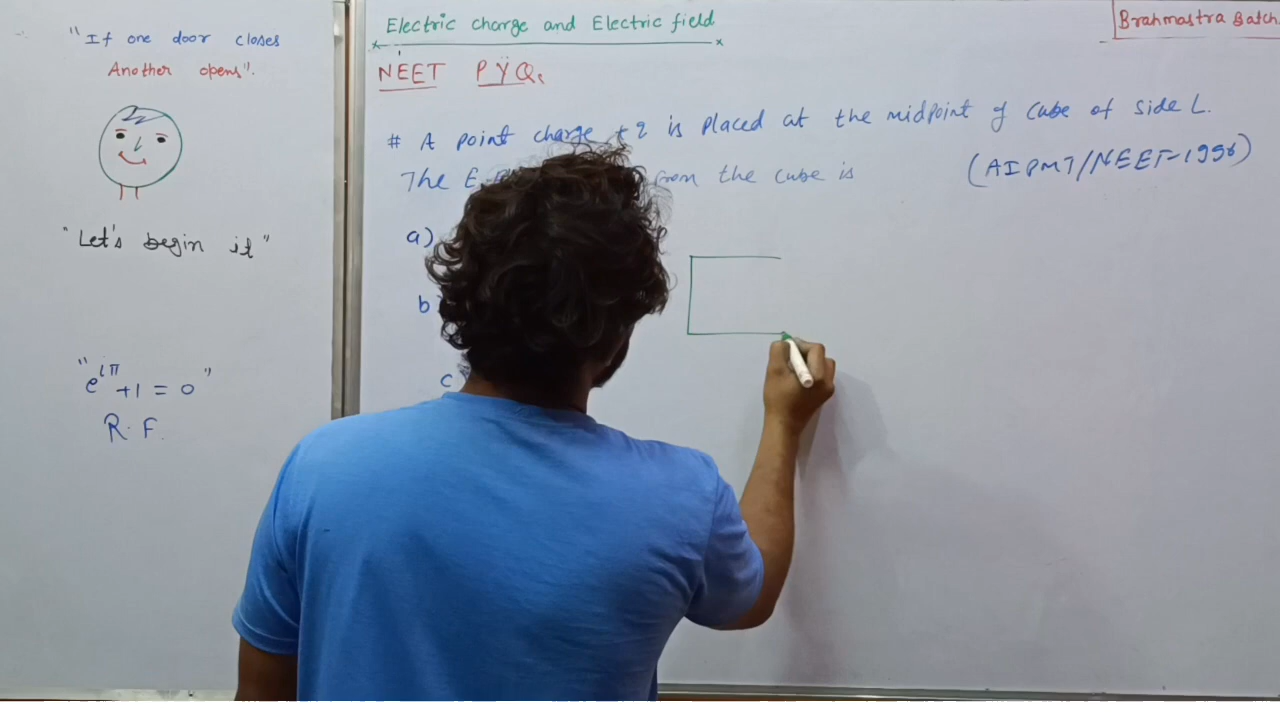 "If one door closes
Another opens".
"Let's begin it"
"e^iπ +1 = 0"
R. F.
Electric charge and Electric field
Brahmastra Batch
NEET PYQs
# A point charge +q is placed at the midpoint of cube of side L.
The E from the cube is
(AIPMT/NEET-1996)
a)
b)
c)